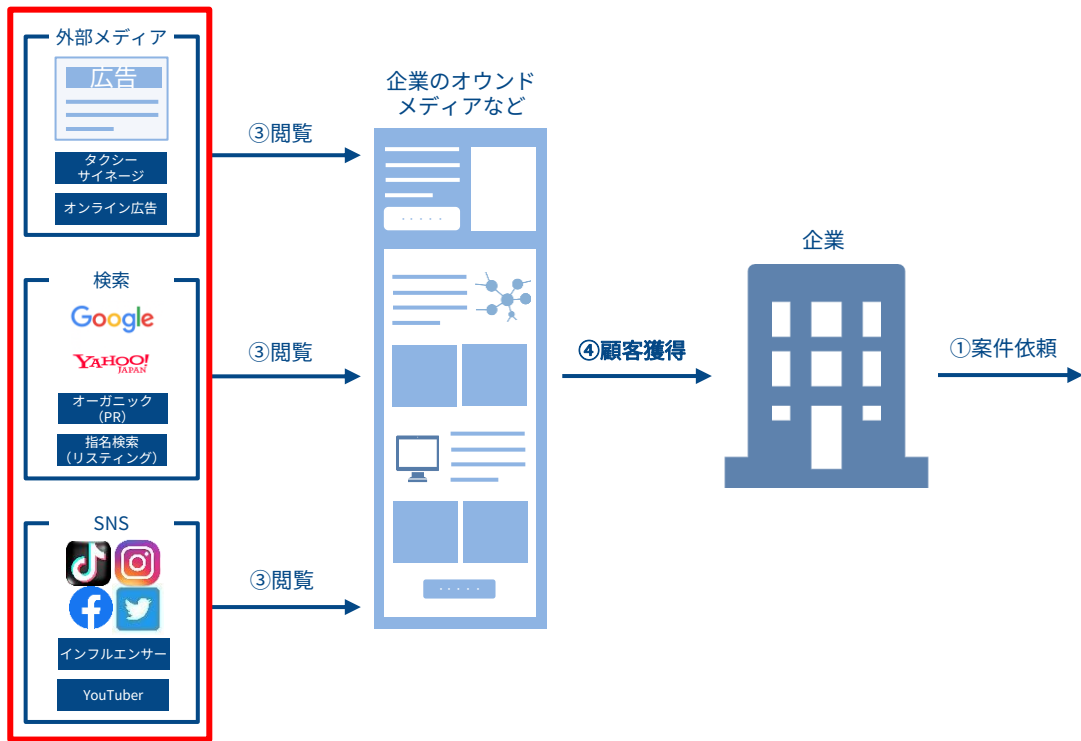 外部メディア
広告
タクシー
サイネージ
オンライン広告
検索
Google
YAHOO!
JAPAN
オーガニック
（PR）
指名検索
（リスティング）
SNS
インフルエンサー
YouTuber
③閲覧
③閲覧
③閲覧
企業のオウンド
メディアなど
④顧客獲得
企業
①案件依頼